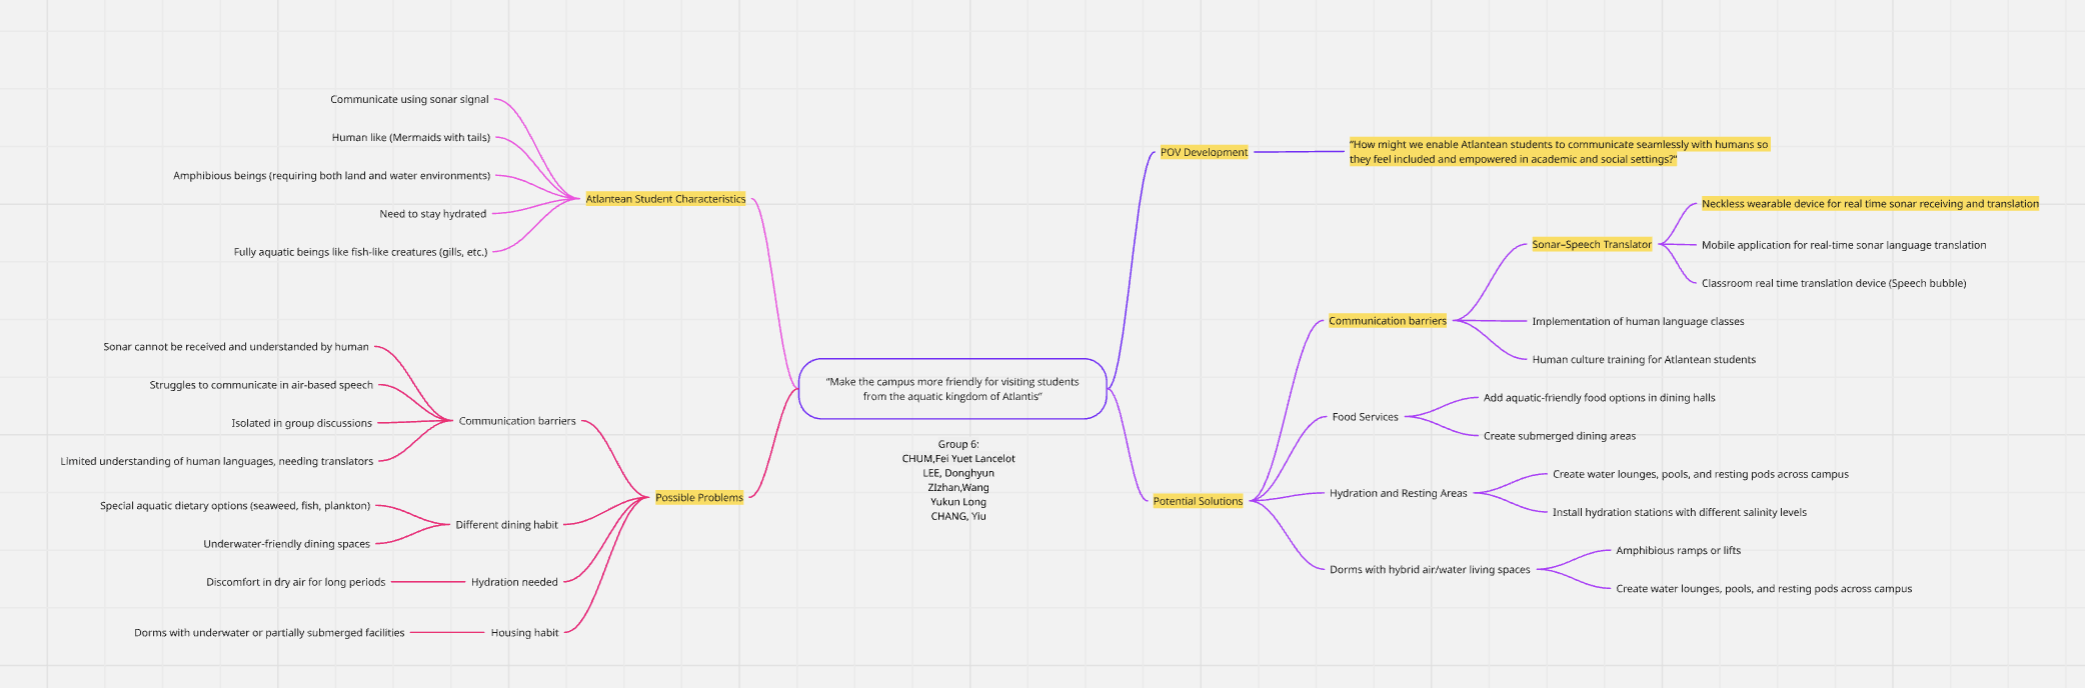 Communicate using sonar signal
Human like (Mermaids with tails)
Amphibious beings (requiring both land and water environments)
Need to stay hydrated
Fully aquatic beings like fish-like creatures (gills, etc.)
Atlantean Student Characteristics
Sonar cannot be received and understanded by human
Struggles to communicate in air-based speech
Isolated in group discussions
Limited understanding of human languages, needing translators
Communication barriers
Special aquatic dietary options (seaweed, fish, plankton)
Underwater-friendly dining spaces
Different dining habit
Discomfort in dry air for long periods
Hydration needed
Dorms with underwater or partially submerged facilities
Housing habit
Possible Problems
"Make the campus more friendly for visiting students
from the aquatic kingdom of Atlantis"
Group 6:
CHUM,Fei Yuet Lancelot
LEE, Donghyun
ZIzhan,Wang
Yukun Long
CHANG, Yiu
POV Development
"How might we enable Atlantean students to communicate seamlessly with humans so
they feel included and empowered in academic and social settings?"
Potential Solutions
Communication barriers
Sonar–Speech Translator
Neckless wearable device for real time sonar receiving and translation
Mobile application for real-time sonar language translation
Classroom real time translation device (Speech bubble)
Implementation of human language classes
Human culture training for Atlantean students
Food Services
Add aquatic-friendly food options in dining halls
Create submerged dining areas
Hydration and Resting Areas
Create water lounges, pools, and resting pods across campus
Install hydration stations with different salinity levels
Dorms with hybrid air/water living spaces
Amphibious ramps or lifts
Create water lounges, pools, and resting pods across campus